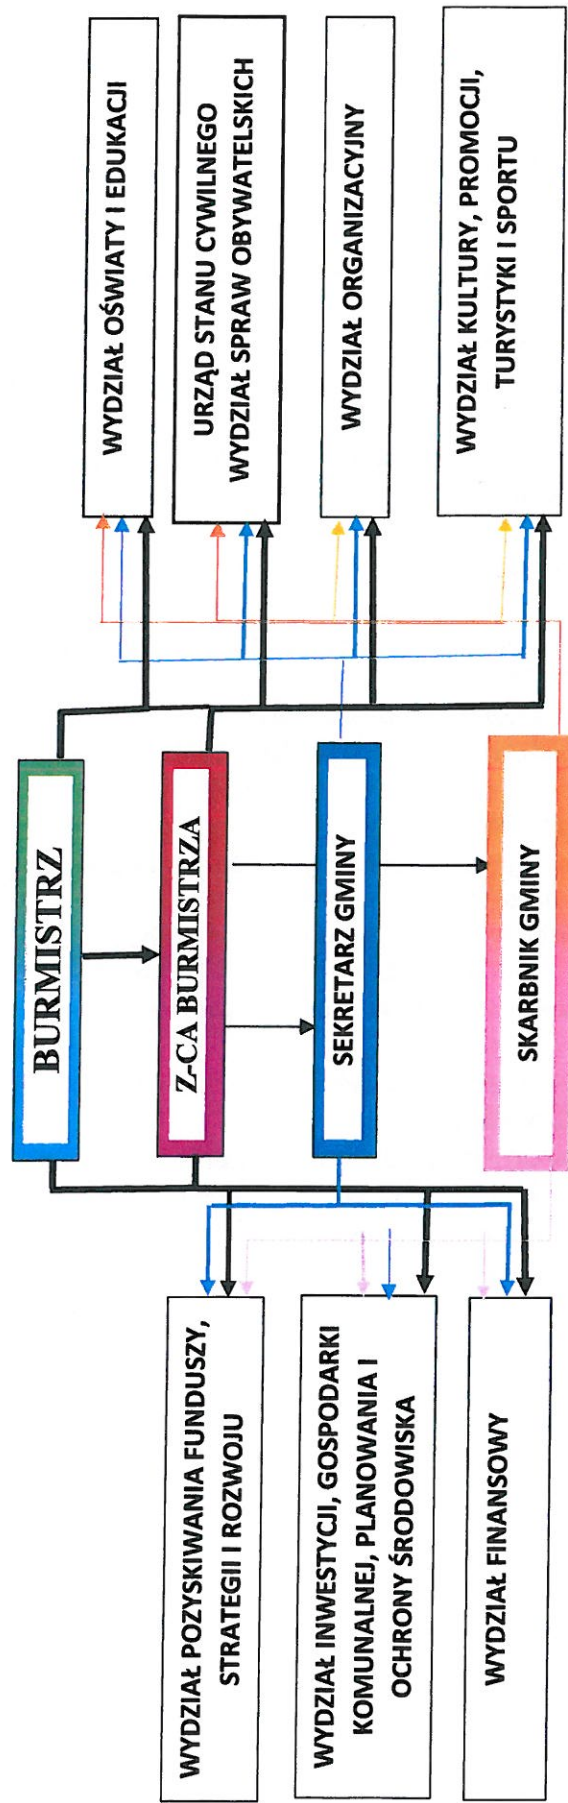 BURMISTRZ
Z-CA BURMISTRZA
SEKRETARZ GMINY
SKARBNIK GMINY
WYDZIAŁ POZYSKIWANIA FUNDUSZY,
STRATEGII I ROZWOJU
WYDZIAŁ INWESTYCJI, GOSPODARKI
KOMUNALNEJ, PLANOWANIA I
OCHRONY ŚRODOWISKA
WYDZIAŁ FINANSOWY
WYDZIAŁ OŚWIATY I EDUKACJI
URZĄD STANU CYWILNEGO
WYDZIAŁ SPRAW OBYWATELSKICH
WYDZIAŁ ORGANIZACYJNY
WYDZIAŁ KULTURY, PROMOCJI,
TURYSTYKI I SPORTU